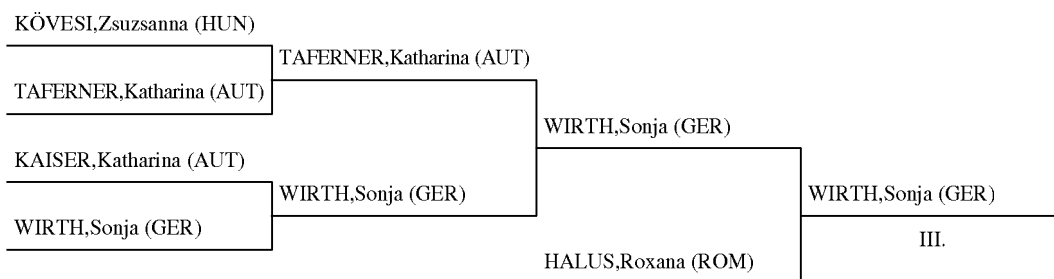 KÖVESI,Zsuzsanna (HUN)
TAFERNER,Katharina (AUT)
TAFERNER,Katharina (AUT)
WIRTH,Sonja (GER)
KAISER,Katharina (AUT)
WIRTH,Sonja (GER)
WIRTH,Sonja (GER)
WIRTH,Sonja (GER)
III.
HALUS,Roxana (ROM)